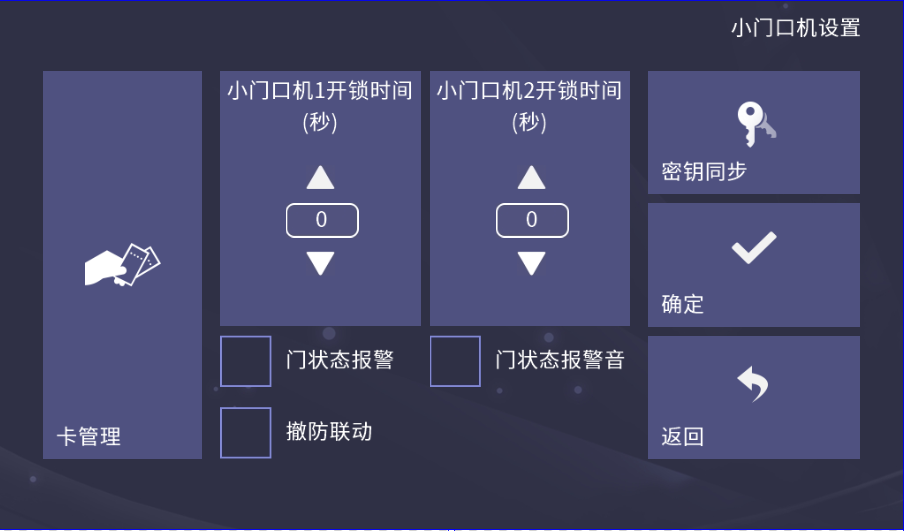 小门口机设置
小门口机1开锁时间
(秒)
0
小门口机2开锁时间
(秒)
0
密钥同步
确定
门状态报警
门状态报警音
撤防联动
卡管理
返回